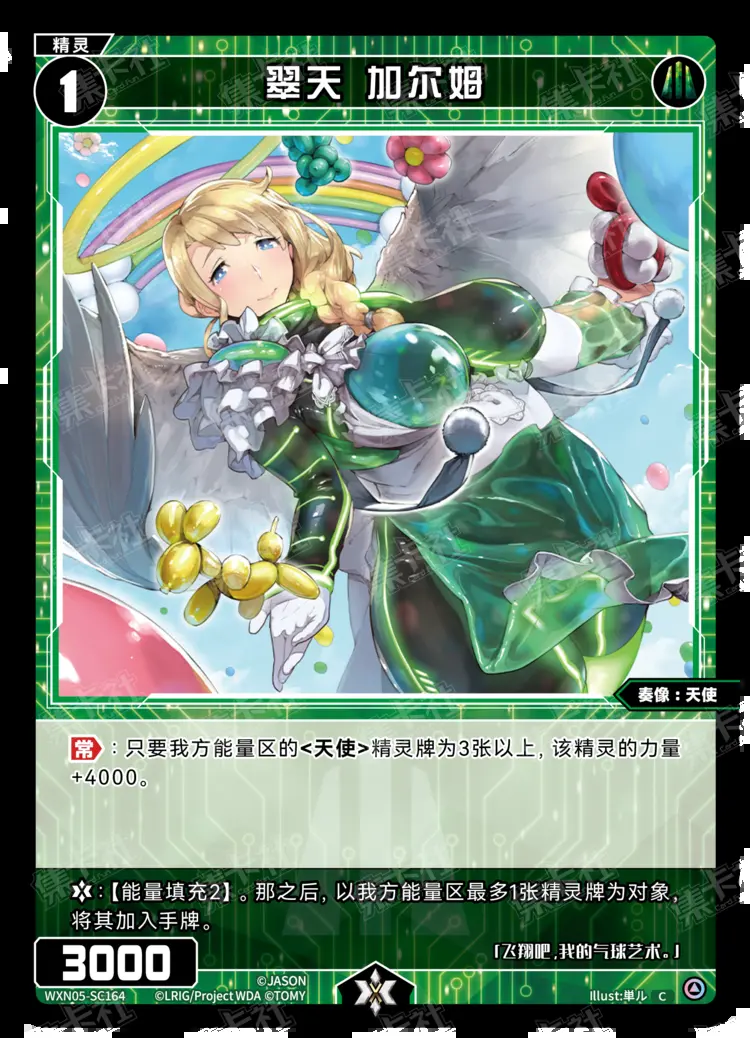 精灵
1
翠天 加尔姆
奏像：天使
常：只要我方能量区的<天使>精灵牌为3张以上，该精灵的力量
+4000。
：【能量填充2】。那之后，以我方能量区最多1张精灵牌为对象，
将其加入手牌。
「飞翔吧，我的气球艺术。」
3000
©JASON
WXN05-SC164 ©LRIG/Project WDA ©TOMY
Illust:単ル C
集卡社